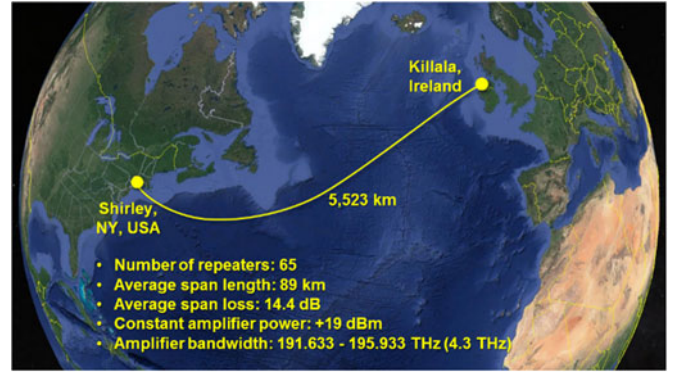 Killala,
Ireland
5,523 km
Shirley,
NY, USA
• Number of repeaters: 65
• Average span length: 89 km
• Average span loss: 14.4 dB
• Constant amplifier power: +19 dBm
• Amplifier bandwidth: 191.633 - 195.933 THz (4.3 THz)